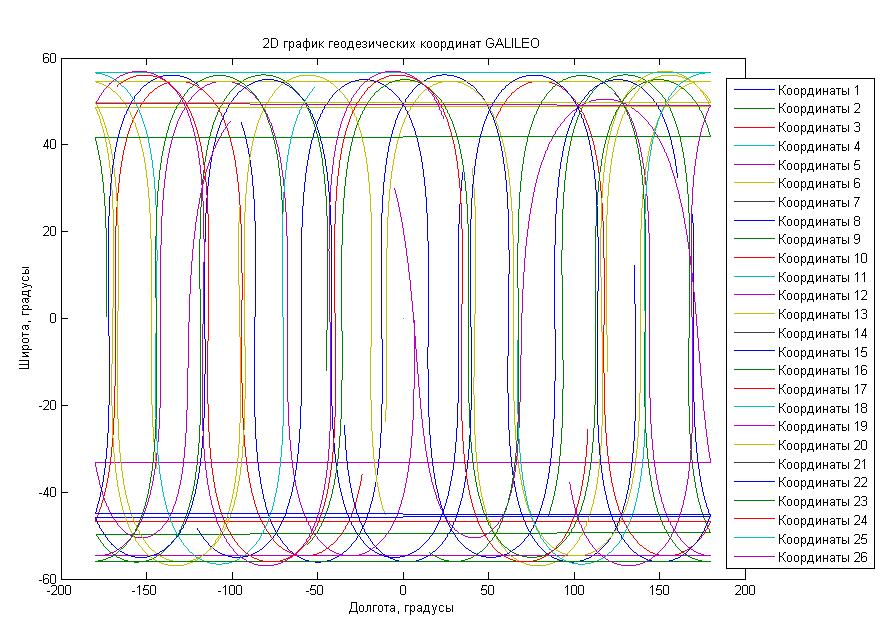 2D график геодезических координат GALILEO
60
40
20
0
-20
-40
-60
Широта, градусы
-200
-150
-100
-50
0
50
100
150
200
Долгота, градусы
Координаты 1
Координаты 2
Координаты 3
Координаты 4
Координаты 5
Координаты 6
Координаты 7
Координаты 8
Координаты 9
Координаты 10
Координаты 11
Координаты 12
Координаты 13
Координаты 14
Координаты 15
Координаты 16
Координаты 17
Координаты 18
Координаты 19
Координаты 20
Координаты 21
Координаты 22
Координаты 23
Координаты 24
Координаты 25
Координаты 26